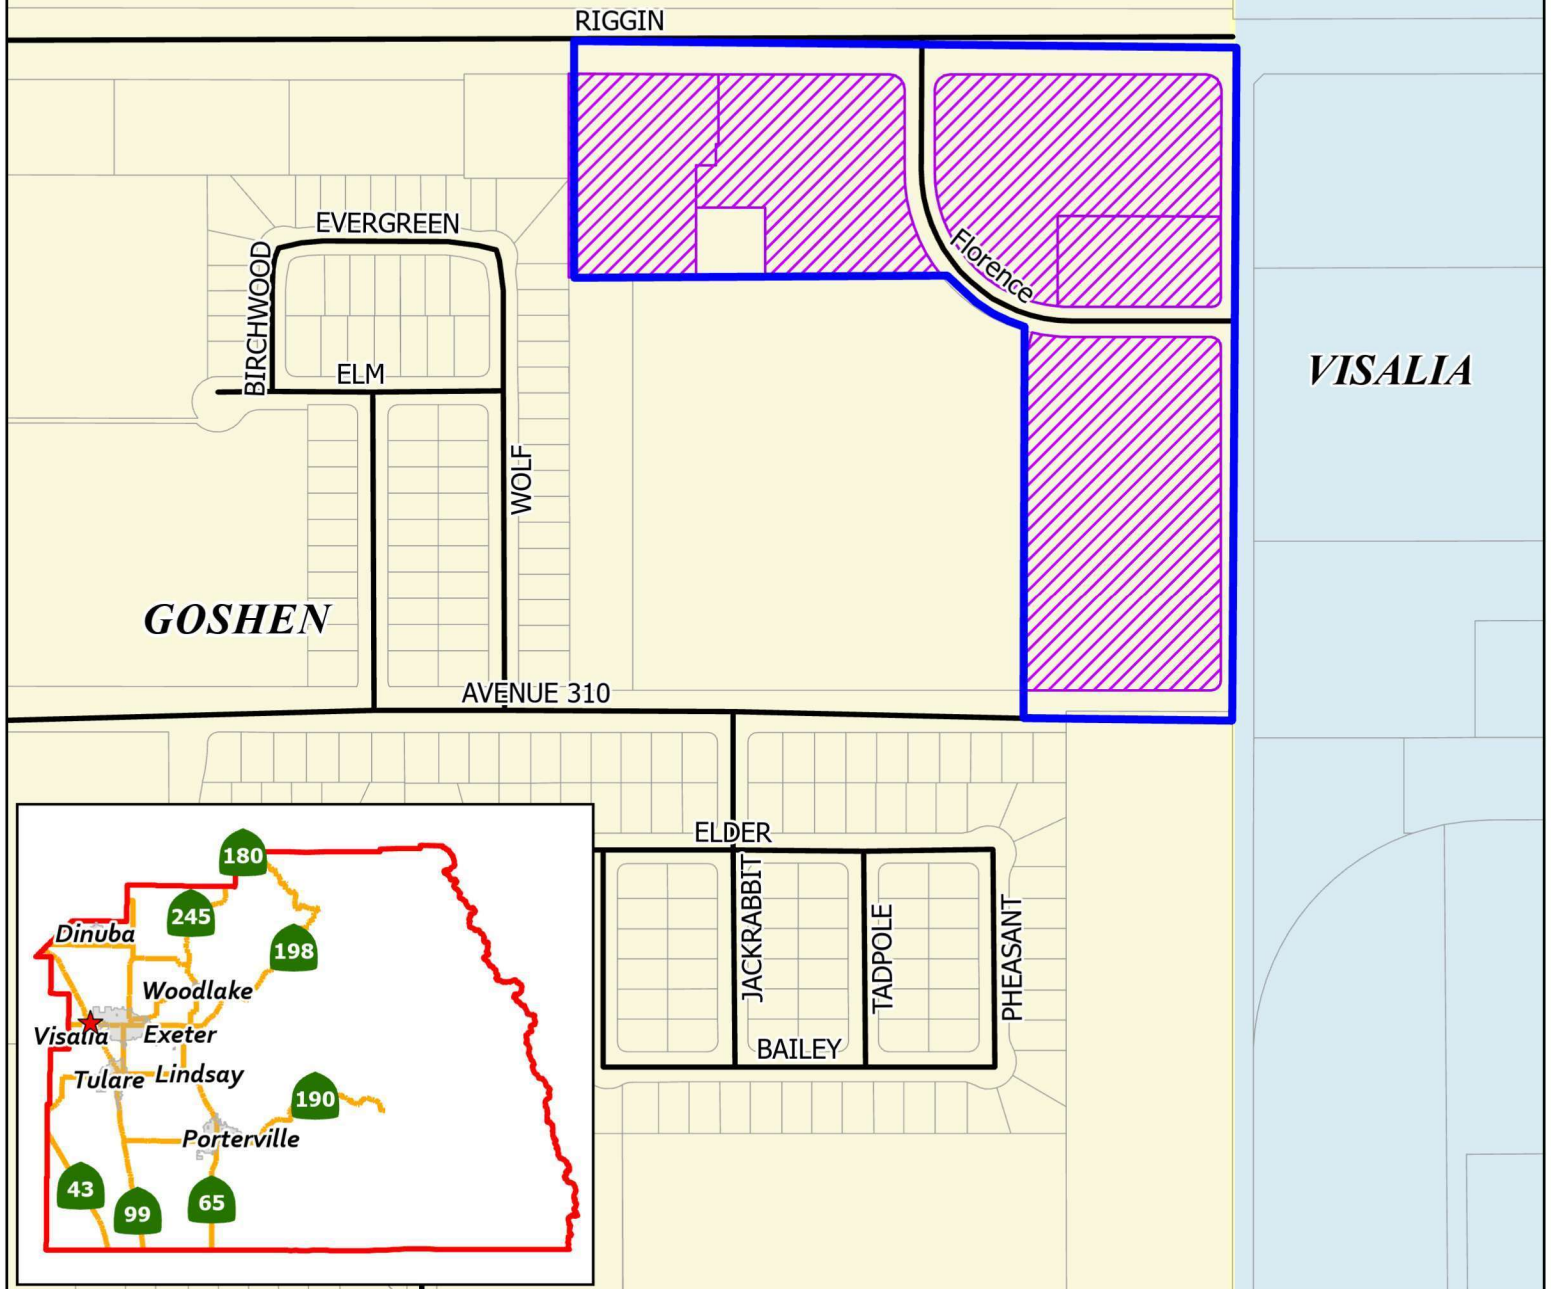 RIGGIN
EVERGREEN
BIRCHWOOD
Florence
ELM
VISALIA
WOLF
GOSHEN
AVENUE 310
ELDER
JACKRABBIT
TADPOLE
PHEASANT
BAILEY
180
245
Dinuba
198
Woodlake
Visalia
Exeter
Tulare
Lindsay
190
Porterville
43
99
65